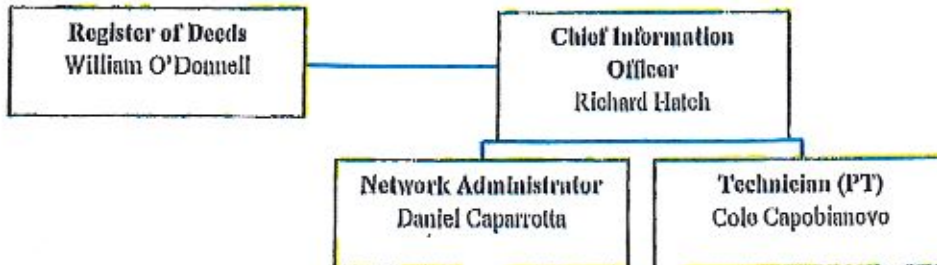 Register of Deeds
William O'Donnell
Chief Information
Officer
Richard Hatch
Network Administrator
Daniel Caparrotta
Technician (PT)
Cole Capobianovo